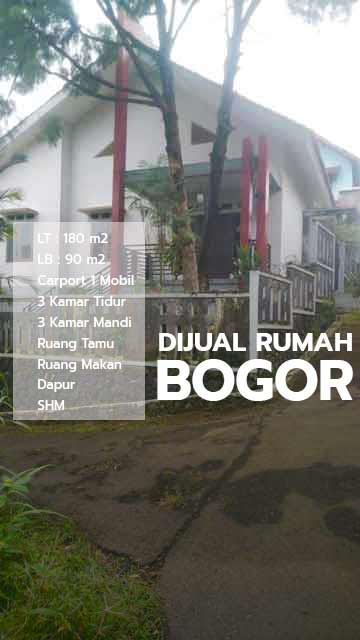 LT : 180 m2
LB : 90 m2
Carport 1 Mobil
3 Kamar Tidur
3 Kamar Mandi
Ruang Tamu
Ruang Makan
Dapur
SHM
DIJUAL RUMAH
BOGOR